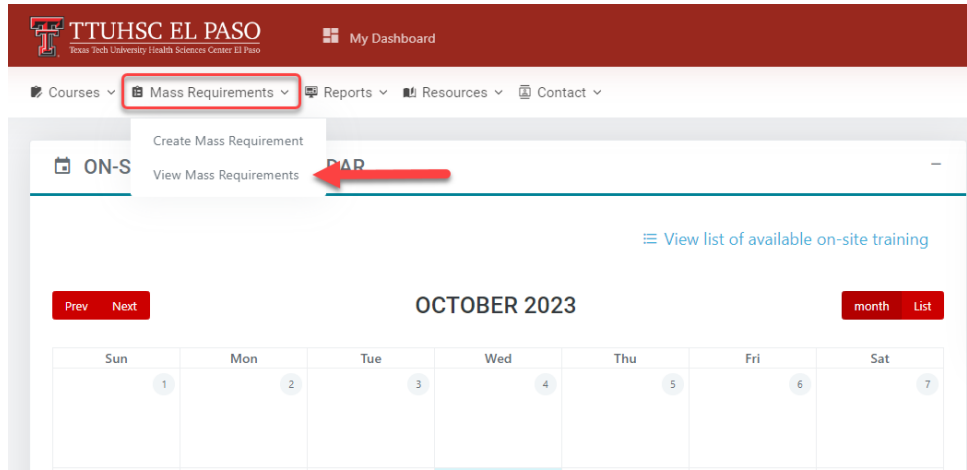 TTUHSC EL PASO
Texas Tech University Health Sciences Center El Paso
My Dashboard
Courses Mass Requirements Reports Resources Contact
Create Mass Requirement
View Mass Requirements
ON-S DAR
View list of available on-site training
Prev Next
OCTOBER 2023
month List
Sun Mon Tue Wed Thu Fri Sat
1 2 3 4 5 6 7